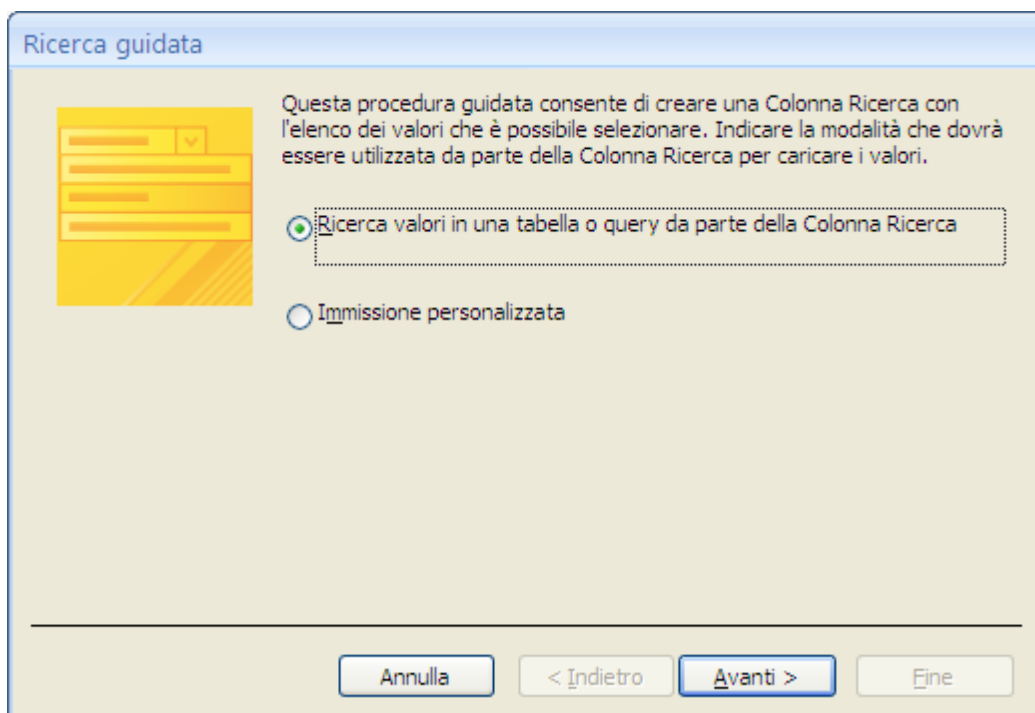 Ricerca guidata
Questa procedura guidata consente di creare una Colonna Ricerca con
l'elenco dei valori che è possibile selezionare. Indicare la modalità che dovrà
essere utilizzata da parte della Colonna Ricerca per caricare i valori.
Ricerca valori in una tabella o query da parte della Colonna Ricerca
Immissione personalizzata
Annulla < Indietro Avanti > Fine